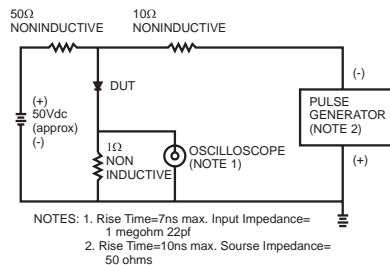 50Ω
NONINDUCTIVE
10Ω
NONINDUCTIVE
(+)
50Vdc
(approx)
(-)
DUT
1Ω
NON
INDUCTIVE
OSCILLOSCOPE
(NOTE 1)
(-)
PULSE
GENERATOR
(NOTE 2)
(+)
NOTES: 1. Rise Time=7ns max. Input Impedance=
1 megohm 22pf
2. Rise Time=10ns max. Sourse Impedance=
50 ohms